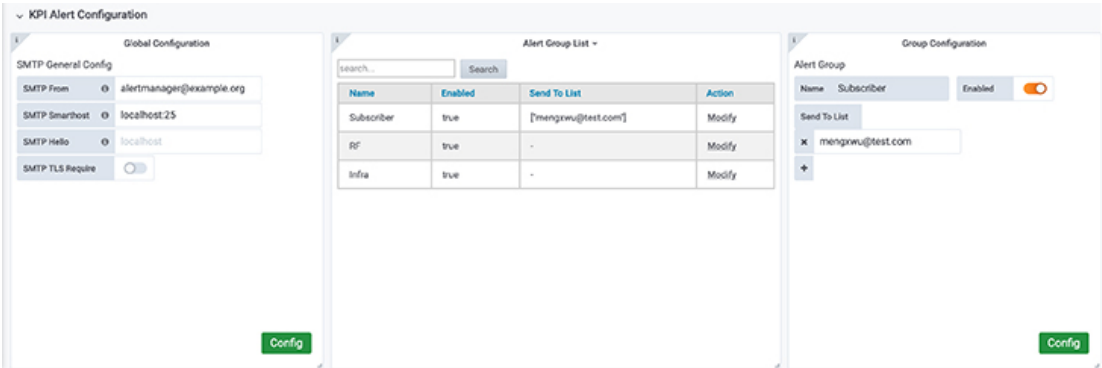 KPI Alert Configuration
Global Configuration
SMTP General Config
SMTP From alertmanager@example.org
SMTP Smarthost localhost:25
SMTP Hello localhost
SMTP TLS Require
Config
Alert Group List
search... Search
Name Enabled Send To List Action
Subscriber true ['mengxwu@test.com'] Modify
RF true - Modify
Infra true - Modify
Group Configuration
Alert Group
Name Subscriber Enabled
Send To List
× mengxwu@test.com
+
Config